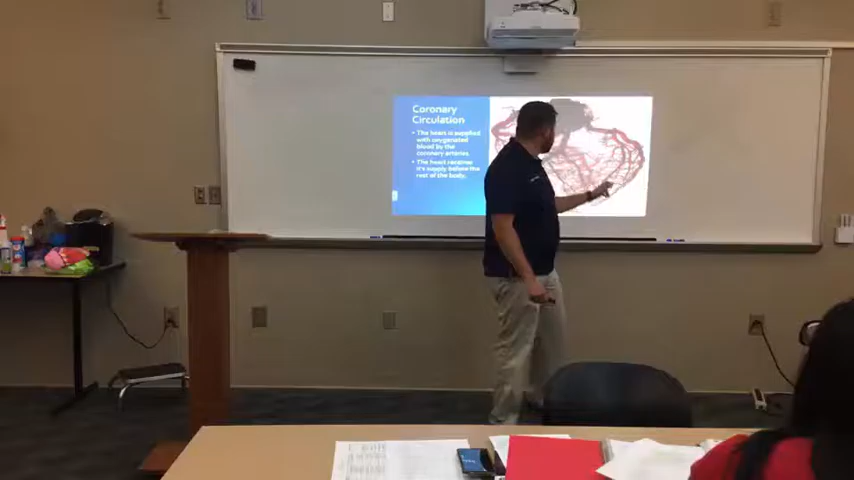 Coronary
Circulation
• The heart is supplied
with oxygenated
blood by the
coronary arteries.
• The heart receives
it's supply before the
rest of the body.